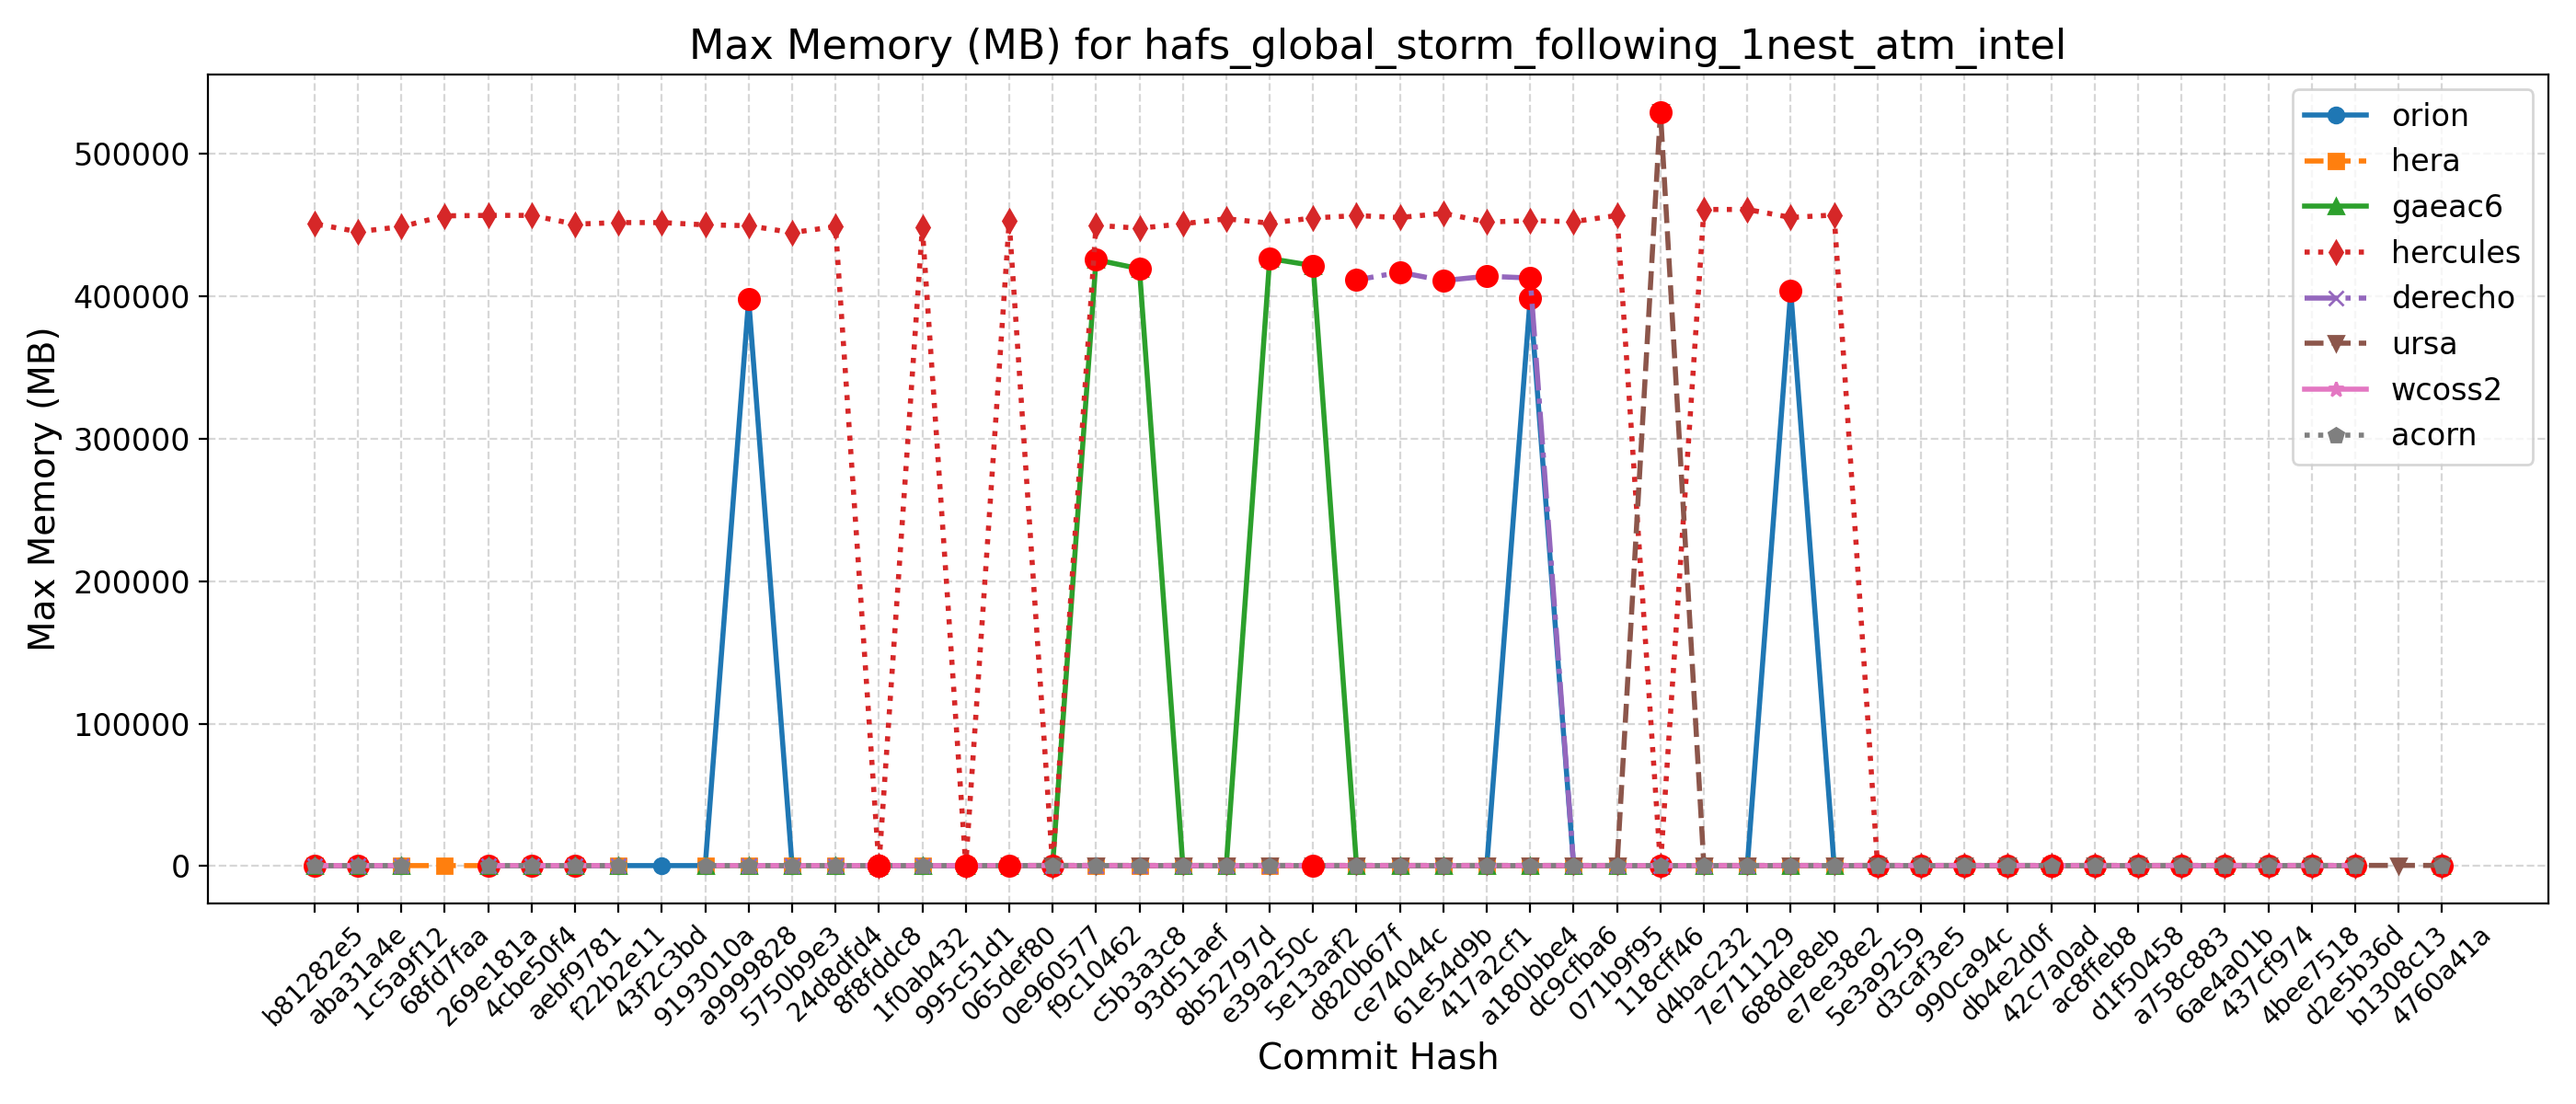 Max Memory (MB) for hafs_global_storm_following_1nest_atm_intel
Max Memory (MB)
500000
400000
300000
200000
100000
0
orion
hera
gaeac6
hercules
derecho
ursa
wcoss2
acorn
b81282e5
aba31a4e
1c5a9f12
68fd7faa
269e181a
4cbe50f4
aebf9781
f22b2e11
43f2c3bd
9193010a
a9999828
5750b9e3
24d8dfd4
8f8fddc8
1f0ab432
995c51d1
065def80
0e960577
f9c10462
c5b3a3c8
93d51aef
8b52797d
e39a250c
5e13aaf2
d820b67f
ce74044c
61e54d9b
417a2cf1
a180bbe4
dc9cfba6
071b9f95
118cff46
d4bac232
7e711129
688dde8eb
e7ee38e2
5e3a9259
d3caf3e5
990ca94c
db4e2d0f
42c7a0ad
ac8ffeb8
d1f50458
a758c883
6ae4a01b
437cf974
4bee7518
d2e5b36d
b1308c13
4760a41a
Commit Hash